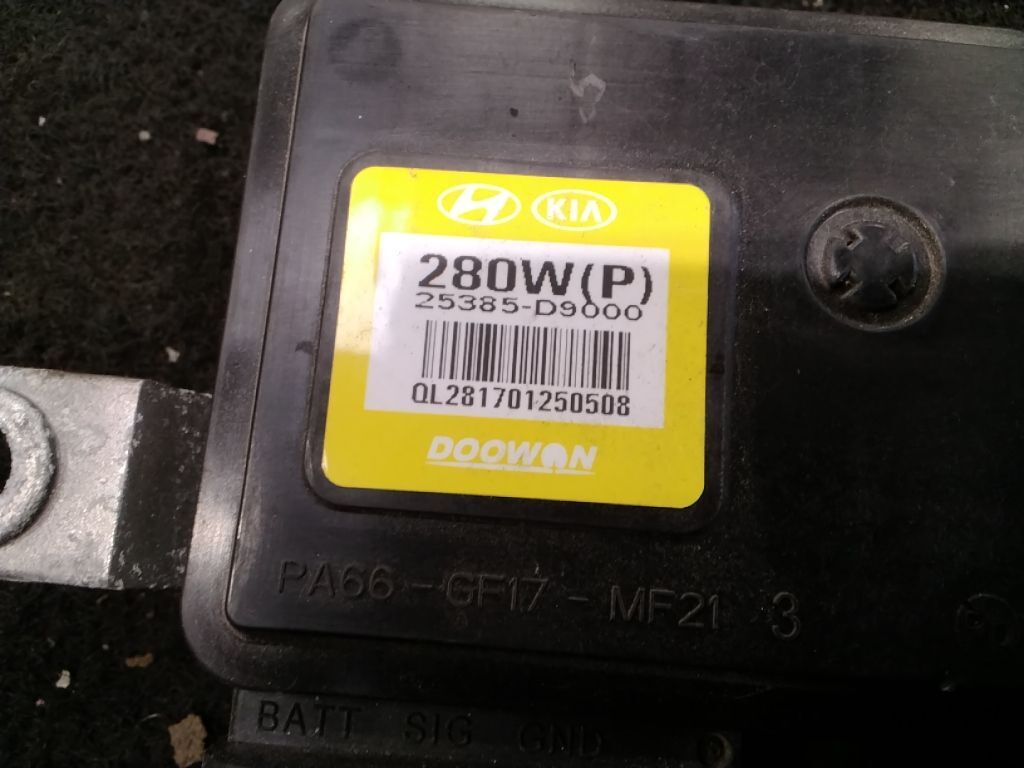 KIA
280W(P)
25385-D9000
QL281701250508
DOOWON
PA66-GF17-MF21 3
BATT SIG GND